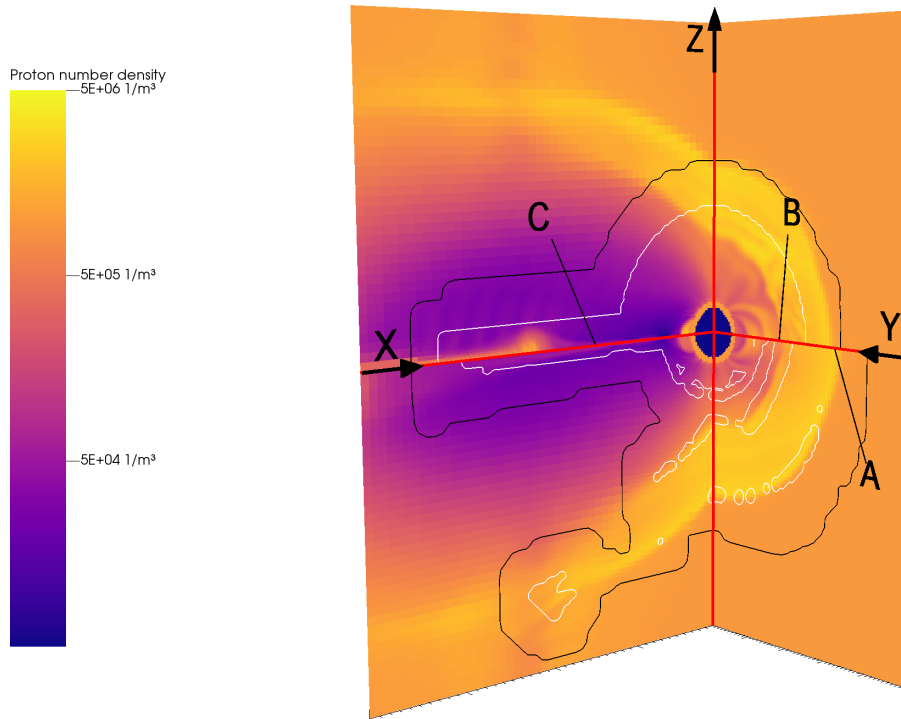 Proton number density
5E+06 1/m³
5E+05 1/m³
5E+04 1/m³
Z
C
B
X
Y
A